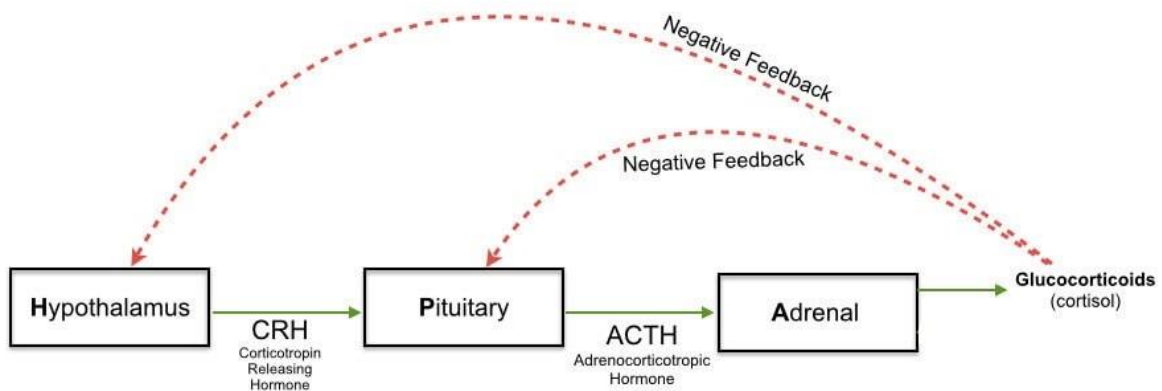 Negative Feedback
Negative Feedback
Hypothalamus
CRH
Corticotropin
Releasing
Hormone
Pituitary
ACTH
Adrenocorticotropic
Hormone
Adrenal
Glucocorticoids
(cortisol)